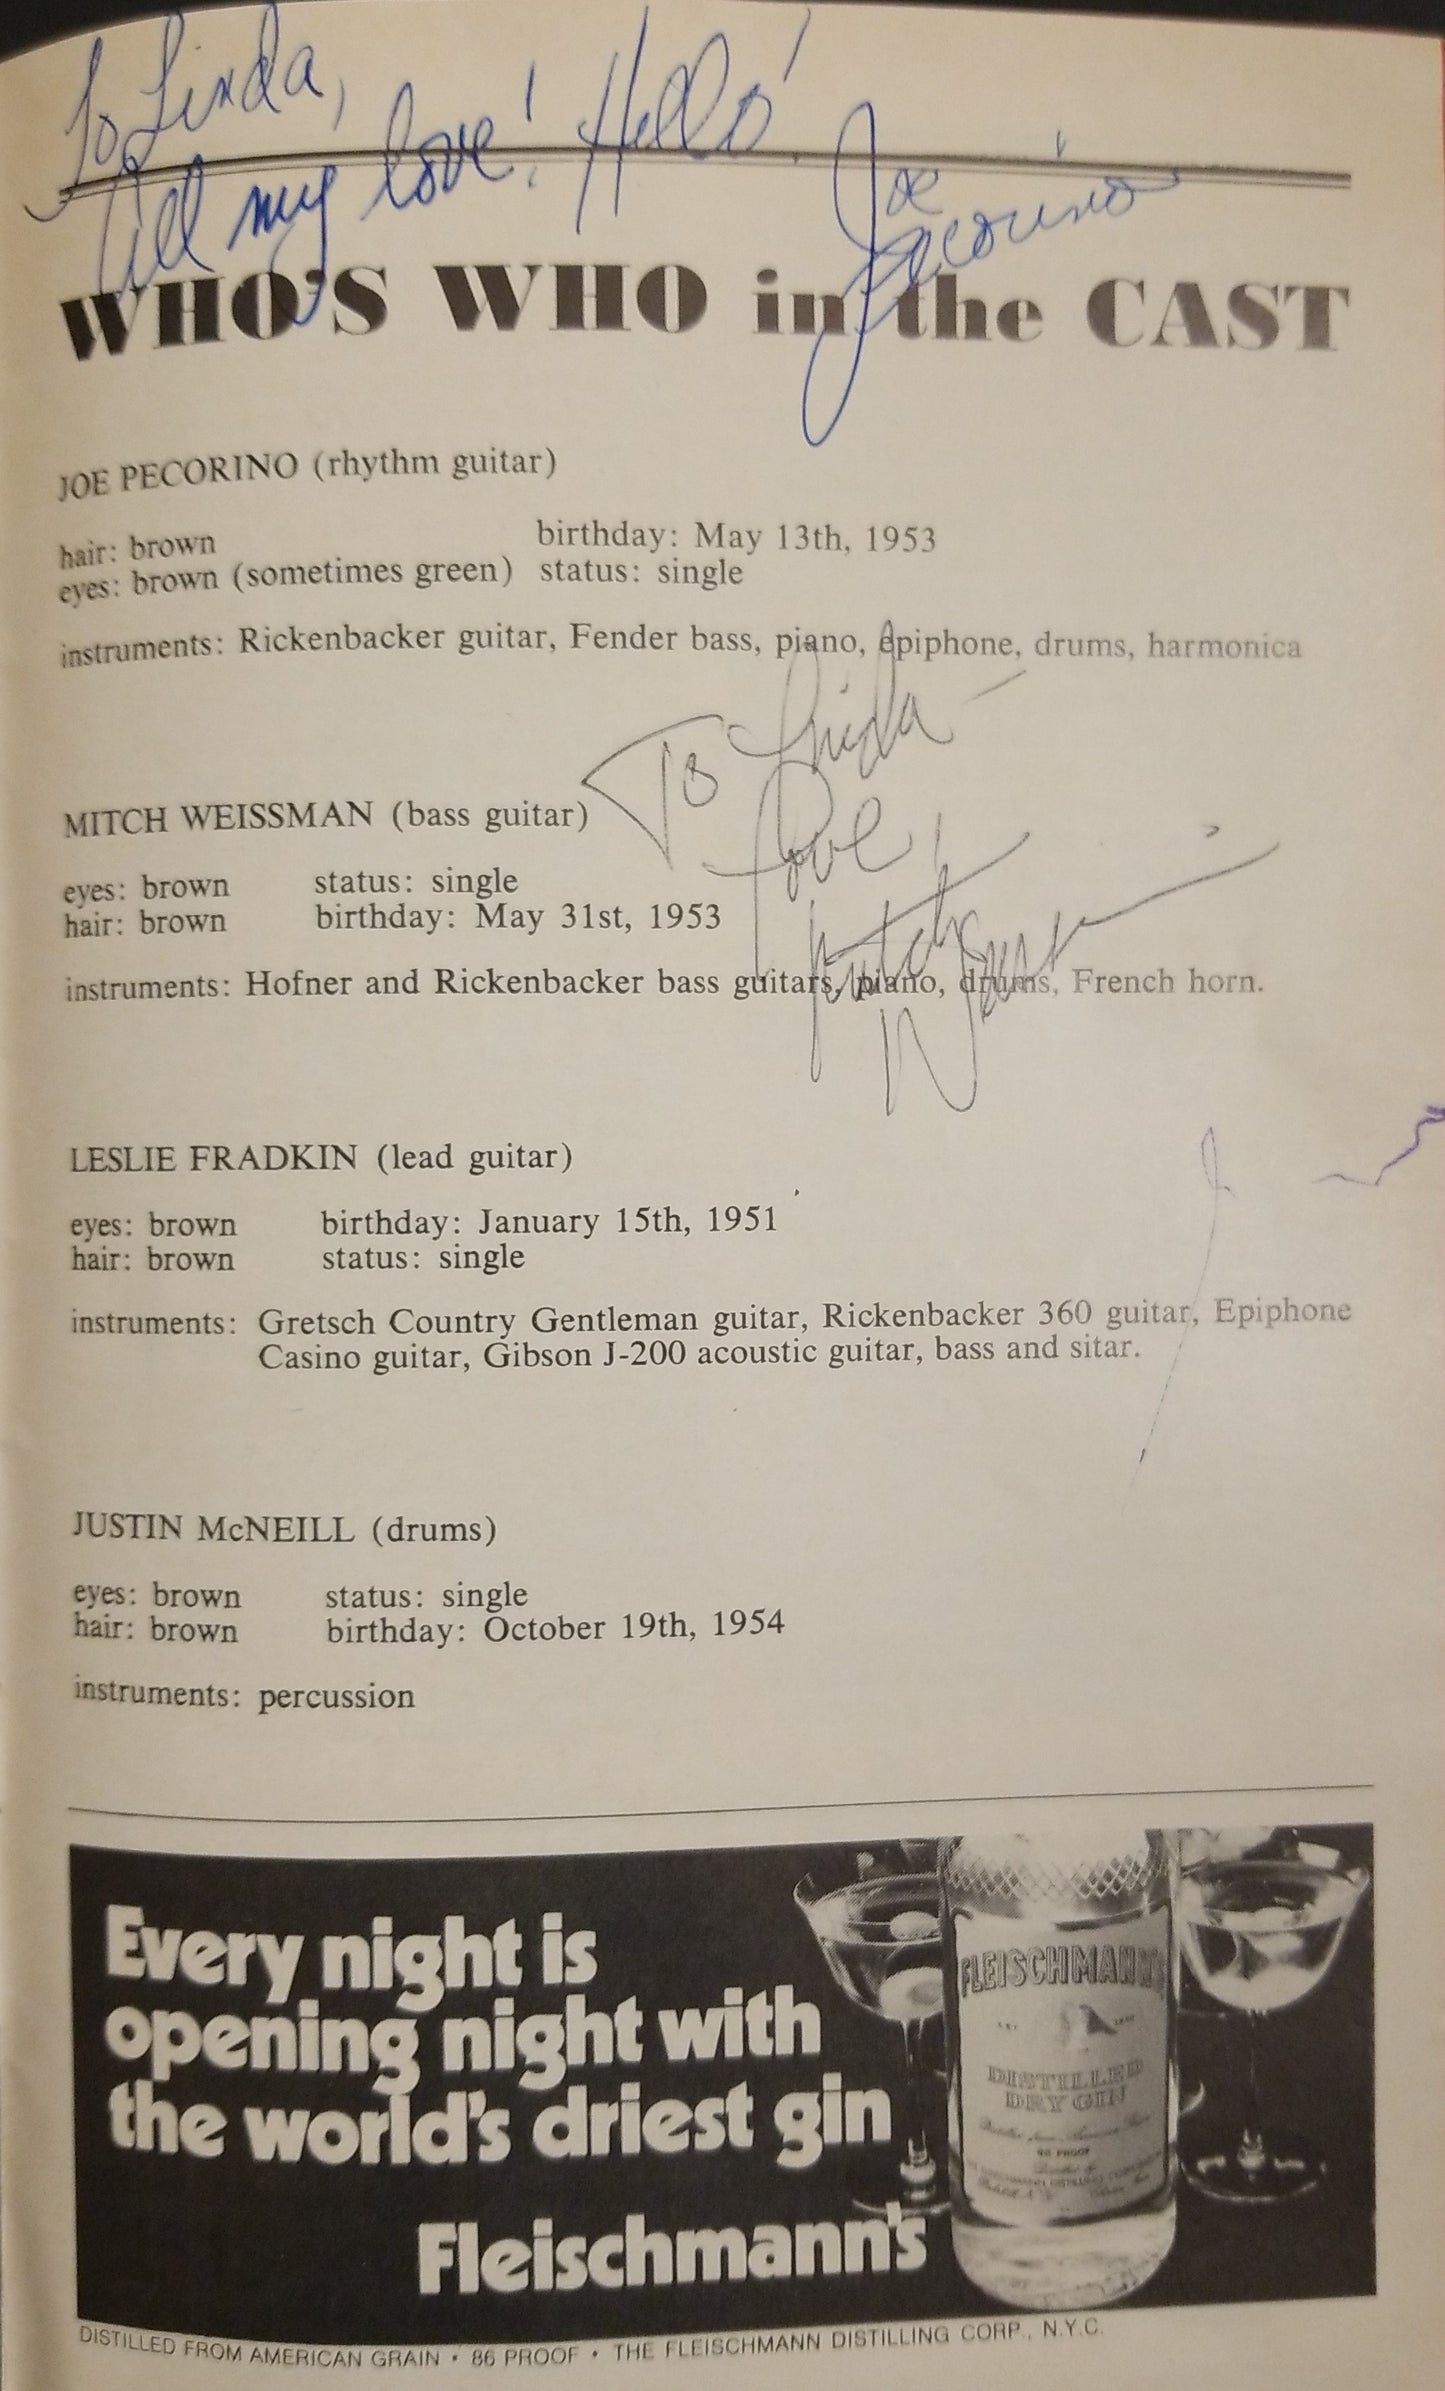 To Linda,
All my love! Hello!
Joe
Pecorino
WHO'S WHO in the CAST
JOE PECORINO (rhythm guitar)
hair: brown birthday: May 13th, 1953
eyes: brown (sometimes green) status: single
instruments: Rickenbacker guitar, Fender bass, piano, Epiphone, drums, harmonica
To Linda-
Love,
Mitch
MITCH WEISSMAN (bass guitar)
eyes: brown status: single
hair: brown birthday: May 31st, 1953
instruments: Hofner and Rickenbacker bass guitars, piano, drums, French horn.
LESLIE FRADKIN (lead guitar)
eyes: brown birthday: January 15th, 1951
hair: brown status: single
instruments: Gretsch Country Gentleman guitar, Rickenbacker 360 guitar, Epiphone
Casino guitar, Gibson J-200 acoustic guitar, bass and sitar.
JUSTIN McNEILL (drums)
eyes: brown status: single
hair: brown birthday: October 19th, 1954
instruments: percussion
Every night is
opening night with
the world's driest gin
Fleischmann's
FLEISCHMANN'S
DISTILLED
DRY GIN
90 PROOF
DISTILLED FROM AMERICAN GRAIN • 86 PROOF • THE FLEISCHMANN DISTILLING CORP., N.Y.C.